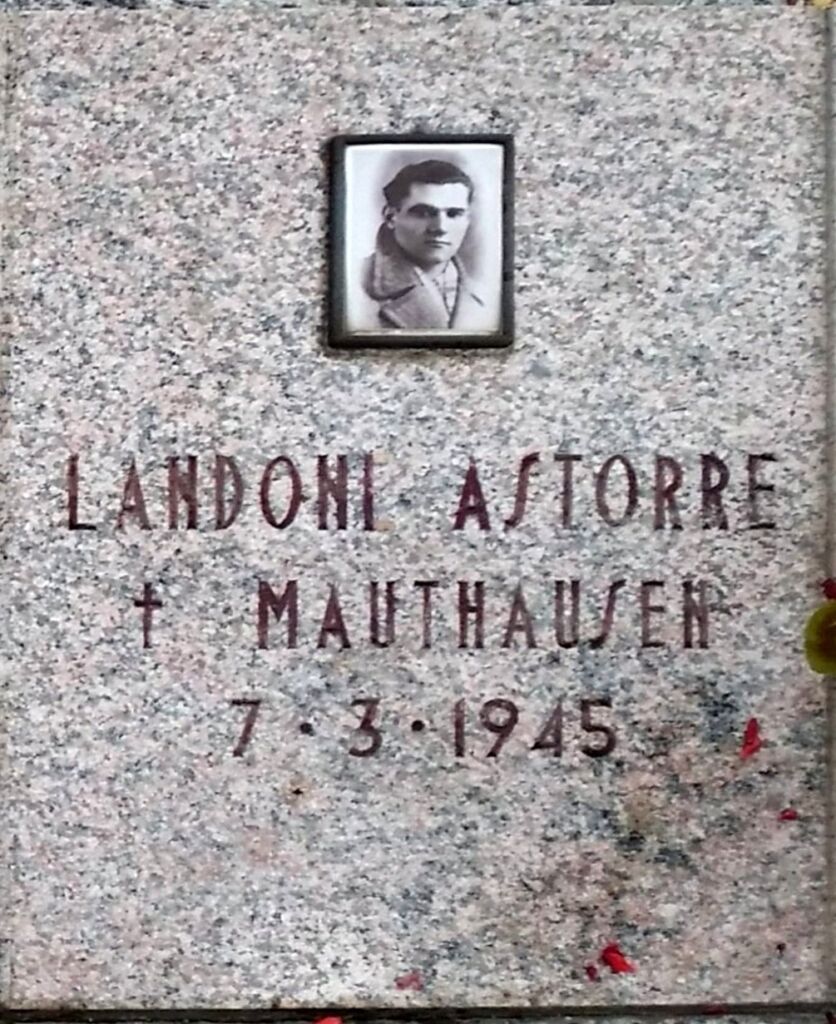 LANDONI ASTORRE
† MAUTHAUSEN
7·3·1945